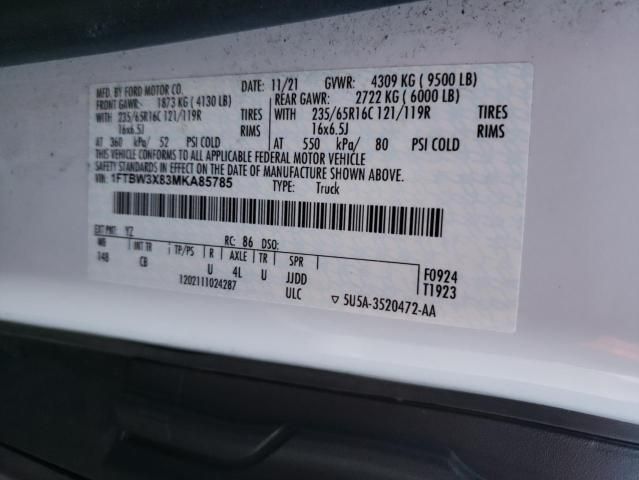 MFD. BY FORD MOTOR CO. DATE: 11/21 GVWR: 4309 KG ( 9500 LB)
FRONT GAWR: 1873 KG ( 4130 LB) REAR GAWR: 2722 KG ( 6000 LB)
WITH 235/65R16C 121/119R TIRES WITH 235/65R16C 121/119R TIRES
16x6.5J RIMS 16x6.5J RIMS
AT 360 kPa/ 52 PSI COLD AT 550 kPa/ 80 PSI COLD
THIS VEHICLE CONFORMS TO ALL APPLICABLE FEDERAL MOTOR VEHICLE
SAFETY STANDARDS IN EFFECT ON THE DATE OF MANUFACTURE SHOWN ABOVE.
VIN: 1FTBW3X83MKA85785 TYPE: Truck
EXT PNT: YZ RC: 86 DSO:
WB INT TR TP/PS R AXLE TR SPR
148 CB U 4L U JJDD F0924
1202111024287 ULC T1923
▽ 5U5A-3520472-AA